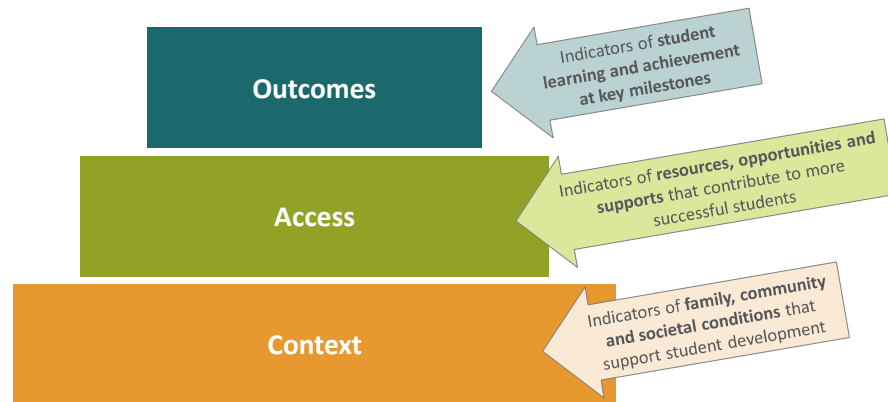 Outcomes
Indicators of student
learning and achievement
at key milestones
Access
Indicators of resources, opportunities and
supports that contribute to more
successful students
Context
Indicators of family, community
and societal conditions that
support student development